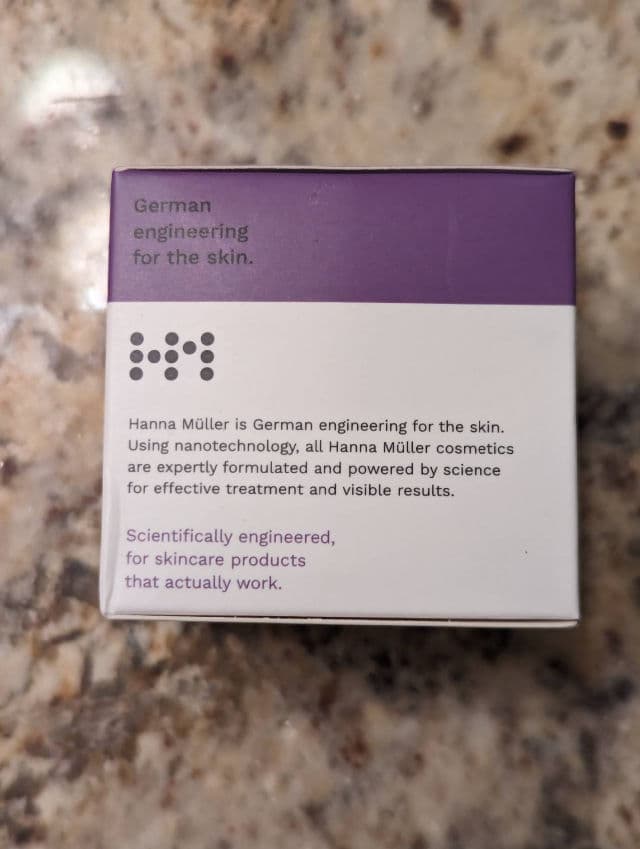 German
engineering
for the skin.
HM
Hanna Müller is German engineering for the skin.
Using nanotechnology, all Hanna Müller cosmetics
are expertly formulated and powered by science
for effective treatment and visible results.
Scientifically engineered,
for skincare products
that actually work.